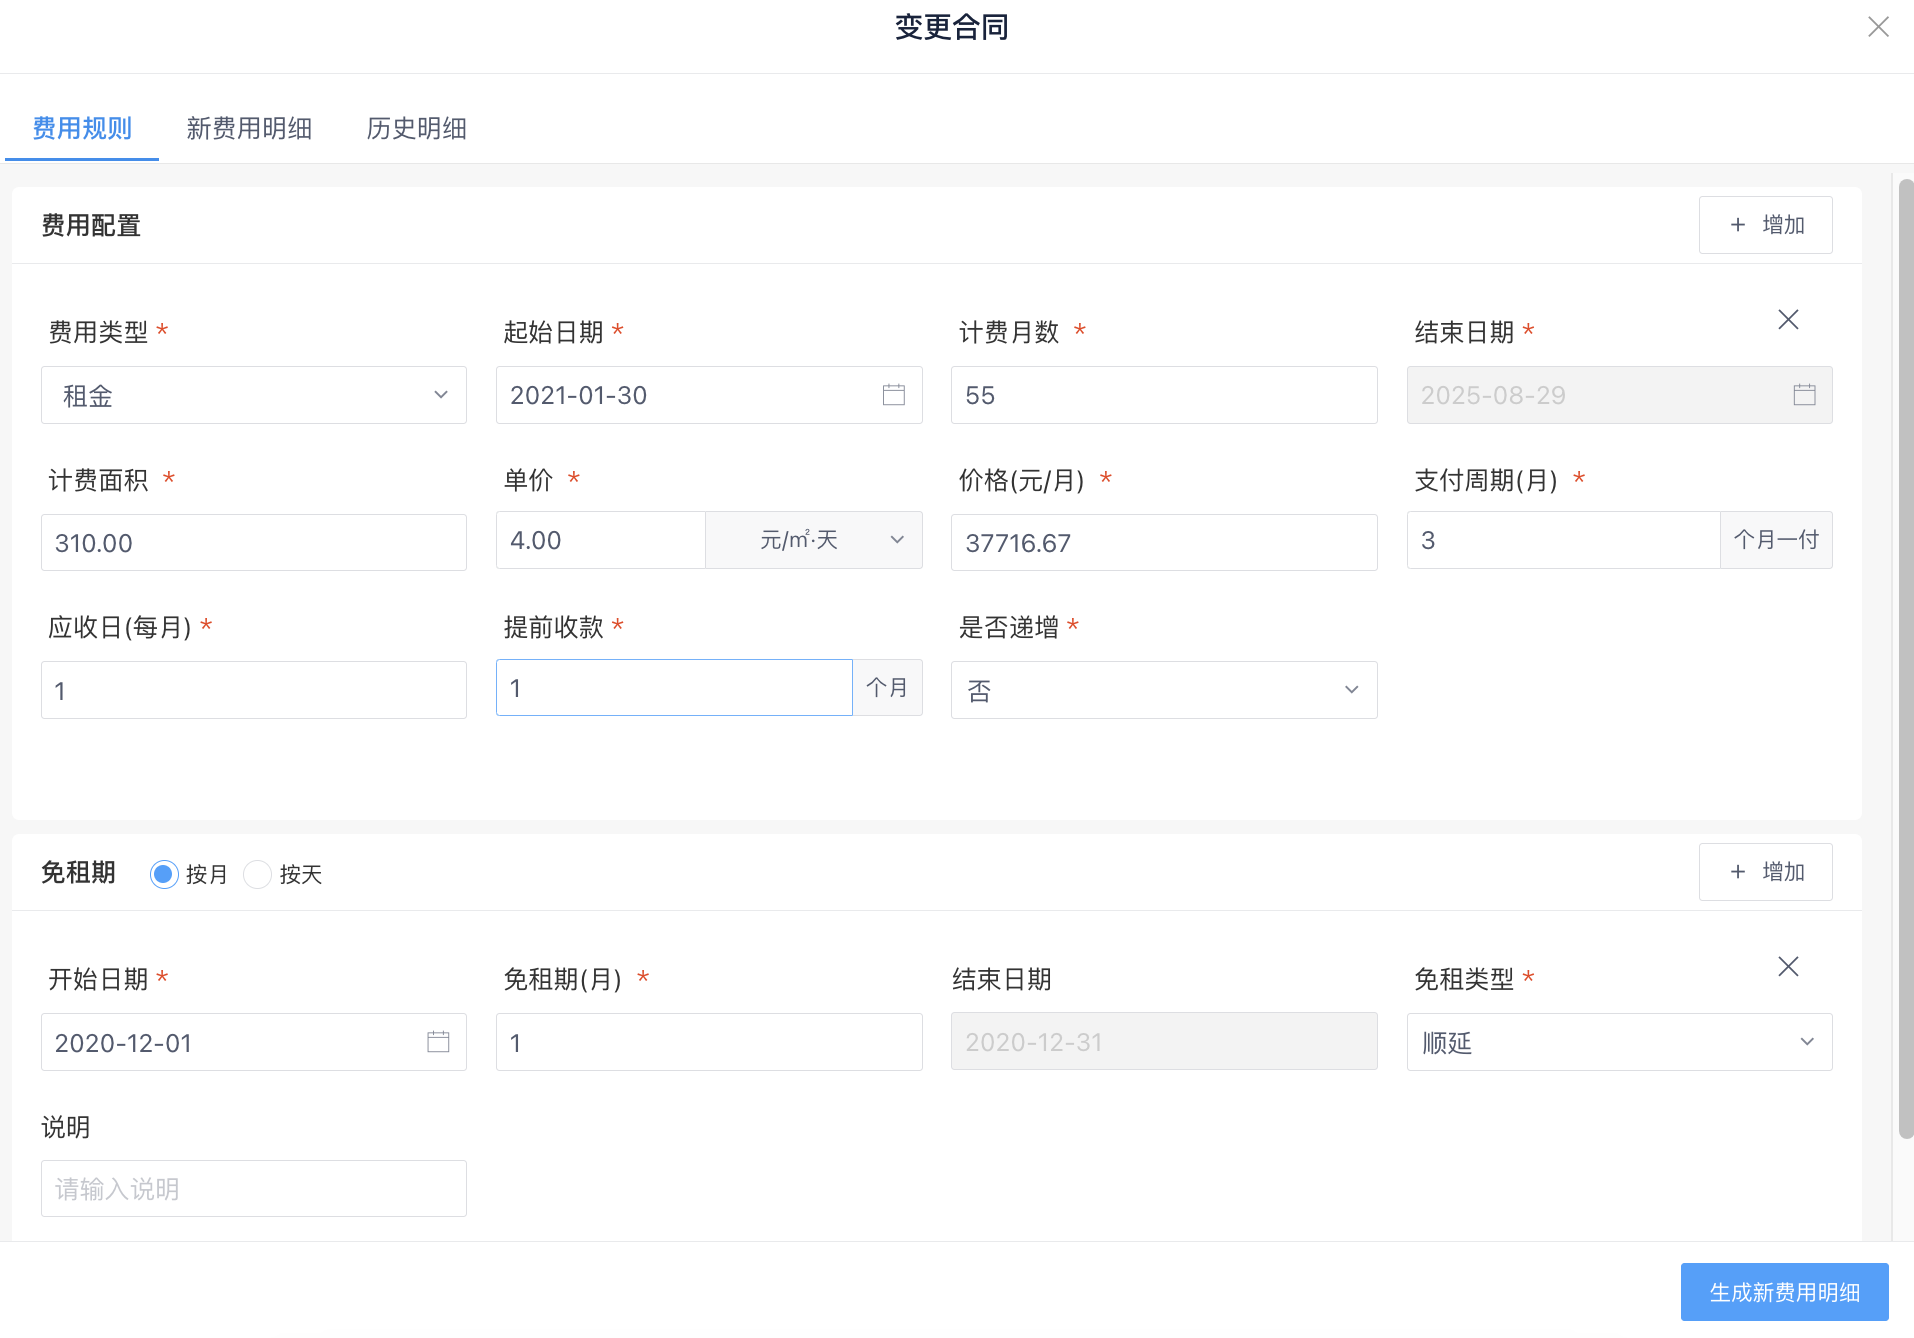 变更合同
费用规则 新费用明细 历史明细
费用配置 + 增加
费用类型 * 起始日期 * 计费月数 * 结束日期 *
租金 2021-01-30 55 2025-08-29
计费面积 * 单价 * 价格(元/月) * 支付周期(月) *
310.00 4.00 元/㎡·天 37716.67 3 个月一付
应收日(每月) * 提前收款 * 是否递增 *
1 1 个月 否
免租期 按月 按天 + 增加
开始日期 * 免租期(月) * 结束日期 免租类型 *
2020-12-01 1 2020-12-31 顺延
说明
请输入说明
生成新费用明细